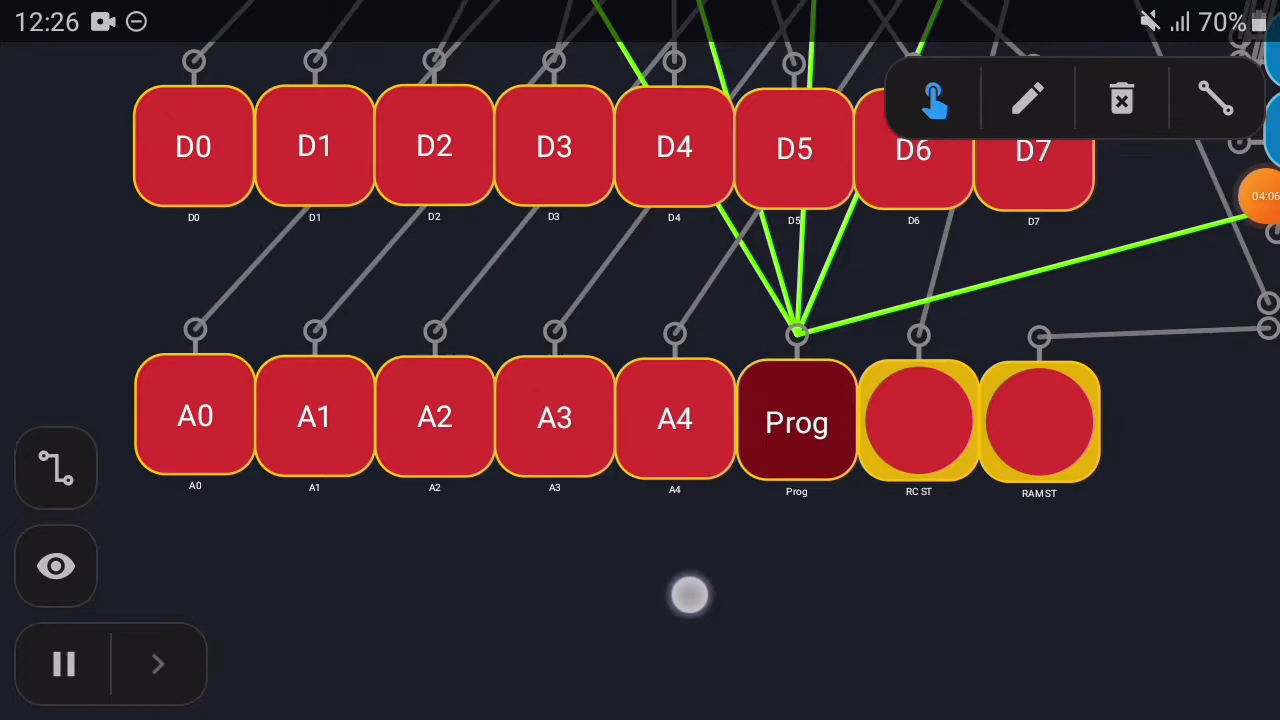 12:26 70%
D0 D1 D2 D3 D4 D5 D6 D7
04:06
D0 D1 D2 D3 D4 D5 D6 D7
A0 A1 A2 A3 A4 Prog
A0 A1 A2 A3 A4 Prog RC ST RAM ST